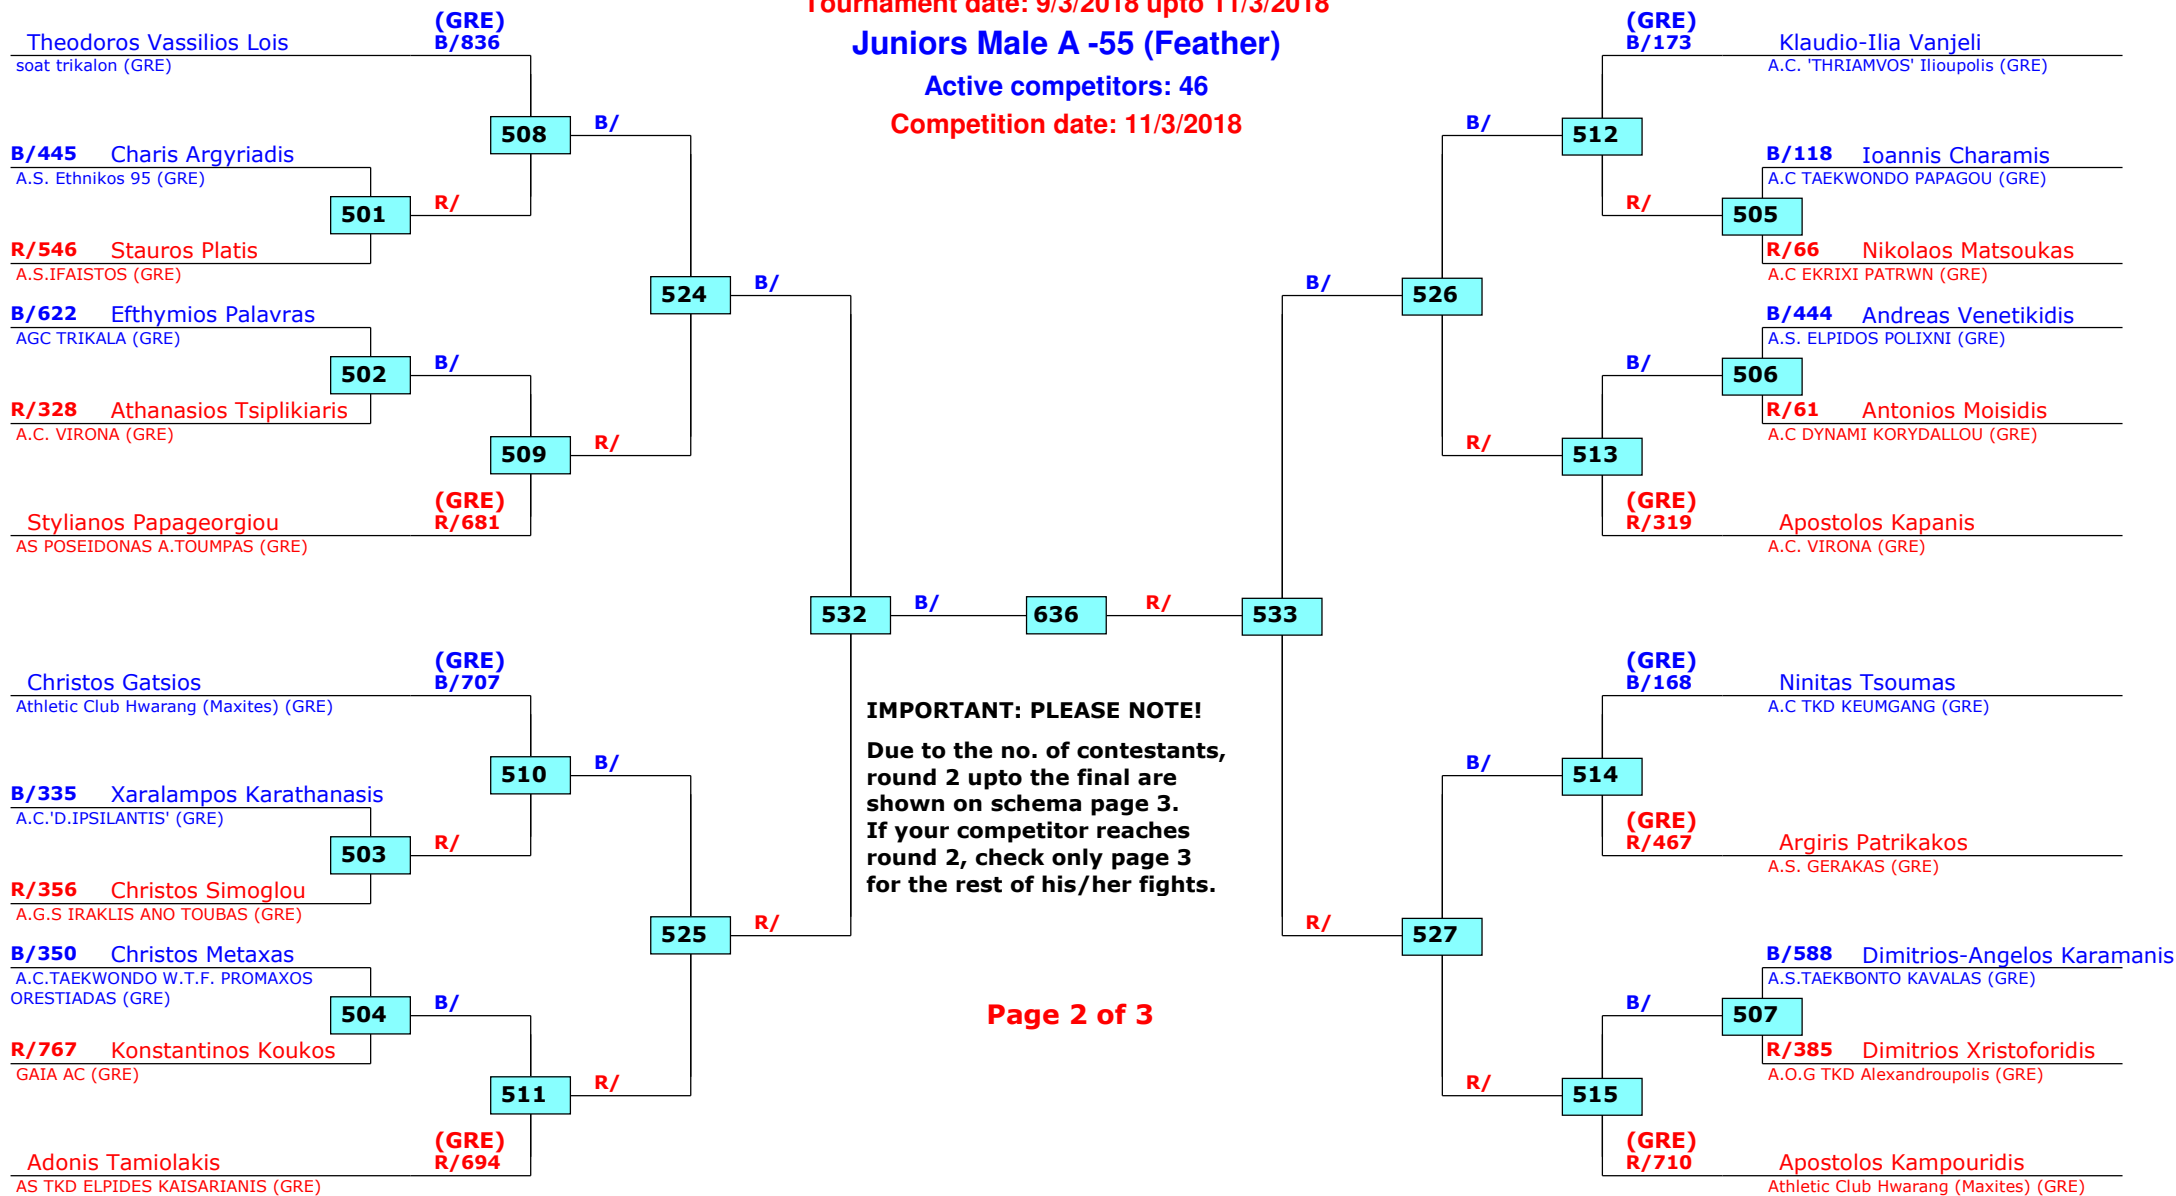 Tournament date: 9/3/2018 upto 11/3/2018
Juniors Male A -55 (Feather)
Active competitors: 46
Competition date: 11/3/2018
(GRE)
Theodoros Vassilios Lois B/836
soat trikalon (GRE)
508 B/
B/445 Charis Argyriadis
A.S. Ethnikos 95 (GRE)
501 R/
R/546 Stauros Platis
A.S.IFAISTOS (GRE)
524 B/
B/622 Efthymios Palavras
AGC TRIKALA (GRE)
502 B/
R/328 Athanasios Tsiplikiaris
A.C. VIRONA (GRE)
509 R/
(GRE)
Stylianos Papageorgiou R/681
AS POSEIDONAS A.TOUMPAS (GRE)
532 B/ 636 R/ 533
(GRE)
Christos Gatsios B/707
Athletic Club Hwarang (Maxites) (GRE)
510 B/
B/335 Xaralampos Karathanasis
A.C.'D.IPSILANTIS' (GRE)
503 R/
R/356 Christos Simoglou
A.G.S IRAKLIS ANO TOUBAS (GRE)
525 R/
B/350 Christos Metaxas
A.C.TAEKWONDO W.T.F. PROMAXOS
ORESTIADAS (GRE)
504 B/
R/767 Konstantinos Koukos
GAIA AC (GRE)
511 R/
(GRE)
Adonis Tamiolakis R/694
AS TKD ELPIDES KAISARIANIS (GRE)
IMPORTANT: PLEASE NOTE!
Due to the no. of contestants,
round 2 upto the final are
shown on schema page 3.
If your competitor reaches
round 2, check only page 3
for the rest of his/her fights.
Page 2 of 3
(GRE)
B/173 Klaudio-Ilia Vanjeli
A.C. 'THRIAMVOS' Ilioupolis (GRE)
B/ 512
B/118 Ioannis Charamis
A.C TAEKWONDO PAPAGOU (GRE)
R/ 505
R/66 Nikolaos Matsoukas
A.C EKRIXI PATRWN (GRE)
B/ 526
B/444 Andreas Venetikidis
A.S. ELPIDOS POLIXNI (GRE)
B/ 506
R/61 Antonios Moisidis
A.C DYNAMI KORYDALLOU (GRE)
R/ 513
(GRE)
R/319 Apostolos Kapanis
A.C. VIRONA (GRE)
(GRE)
B/168 Ninitas Tsoumas
A.C TKD KEUMGANG (GRE)
B/ 514
(GRE)
R/467 Argiris Patrikakos
A.S. GERAKAS (GRE)
R/ 527
B/588 Dimitrios-Angelos Karamanis
A.S.TAEKBONTO KAVALAS (GRE)
B/ 507
R/385 Dimitrios Xristoforidis
A.O.G TKD Alexandroupolis (GRE)
R/ 515
(GRE)
R/710 Apostolos Kampouridis
Athletic Club Hwarang (Maxites) (GRE)